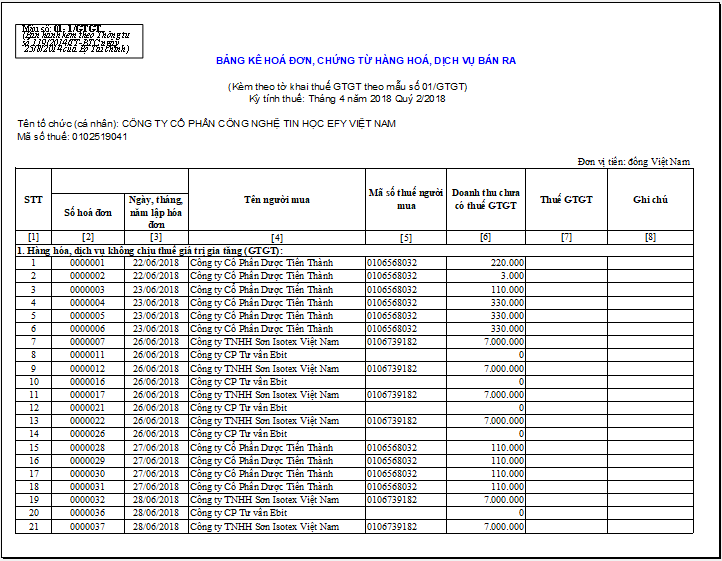 Mẫu số: 01- 1/GTGT
(Ban hành kèm theo Thông tư
số 119/2014/TT-BTC ngày
25/8/2014 của Bộ Tài chính)
BẢNG KÊ HOÁ ĐƠN, CHỨNG TỪ HÀNG HOÁ, DỊCH VỤ BÁN RA
(Kèm theo tờ khai thuế GTGT theo mẫu số 01/GTGT)
Kỳ tính thuế: Tháng 4 năm 2018 Quý 2/2018
Tên tổ chức (cá nhân): CÔNG TY CỔ PHẦN CÔNG NGHỆ TIN HỌC EFY VIỆT NAM
Mã số thuế: 0102519041
Đơn vị tiền: đồng Việt Nam
STT Số hoá đơn Ngày, tháng, năm lập hóa đơn Tên người mua Mã số thuế người mua Doanh thu chưa có thuế GTGT Thuế GTGT Ghi chú
[1] [2] [3] [4] [5] [6] [7] [8]
1. Hàng hóa, dịch vụ không chịu thuế giá trị gia tăng (GTGT):
1 0000001 22/06/2018 Công ty Cổ Phần Dược Tiến Thành 0106568032 220.000
2 0000002 22/06/2018 Công ty Cổ Phần Dược Tiến Thành 0106568032 3.000
3 0000003 23/06/2018 Công ty Cổ Phần Dược Tiến Thành 0106568032 110.000
4 0000004 23/06/2018 Công ty Cổ Phần Dược Tiến Thành 0106568032 330.000
5 0000005 23/06/2018 Công ty Cổ Phần Dược Tiến Thành 0106568032 330.000
6 0000006 23/06/2018 Công ty Cổ Phần Dược Tiến Thành 0106568032 330.000
7 0000007 26/06/2018 Công ty TNHH Sơn Isotex Việt Nam 0106739182 7.000.000
8 0000011 26/06/2018 Công ty CP Tư vấn Ebit 0
9 0000012 26/06/2018 Công ty TNHH Sơn Isotex Việt Nam 0106739182 7.000.000
10 0000016 26/06/2018 Công ty CP Tư vấn Ebit 0
11 0000017 26/06/2018 Công ty TNHH Sơn Isotex Việt Nam 0106739182 7.000.000
12 0000021 26/06/2018 Công ty CP Tư vấn Ebit 0
13 0000022 26/06/2018 Công ty TNHH Sơn Isotex Việt Nam 0106739182 7.000.000
14 0000026 26/06/2018 Công ty CP Tư vấn Ebit 0
15 0000028 27/06/2018 Công ty Cổ Phần Dược Tiến Thành 0106568032 110.000
16 0000029 27/06/2018 Công ty Cổ Phần Dược Tiến Thành 0106568032 110.000
17 0000030 27/06/2018 Công ty Cổ Phần Dược Tiến Thành 0106568032 110.000
18 0000031 27/06/2018 Công ty Cổ Phần Dược Tiến Thành 0106568032 110.000
19 0000032 28/06/2018 Công ty TNHH Sơn Isotex Việt Nam 0106739182 7.000.000
20 0000036 28/06/2018 Công ty CP Tư vấn Ebit 0
21 0000037 28/06/2018 Công ty TNHH Sơn Isotex Việt Nam 0106739182 7.000.000